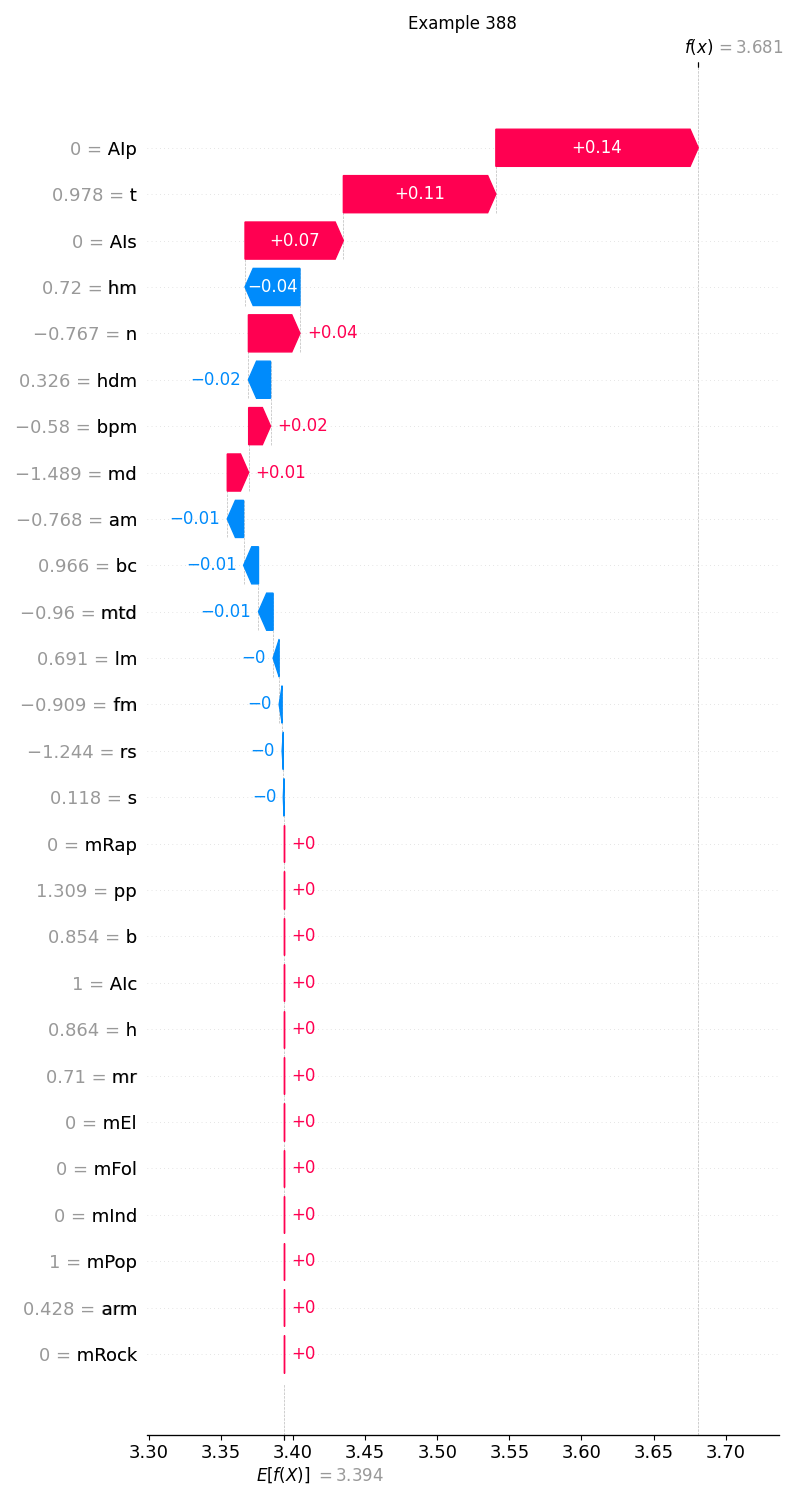 Example 388
f(x) = 3.681
0 = AIp +0.14
0.978 = t +0.11
0 = AIs +0.07
0.72 = hm −0.04
−0.767 = n +0.04
0.326 = hdm −0.02
−0.58 = bpm +0.02
−1.489 = md +0.01
−0.768 = am −0.01
0.966 = bc −0.01
−0.96 = mtd −0.01
0.691 = lm −0
−0.909 = fm −0
−1.244 = rs −0
0.118 = s −0
0 = mRap +0
1.309 = pp +0
0.854 = b +0
1 = AIc +0
0.864 = h +0
0.71 = mr +0
0 = mEl +0
0 = mFol +0
0 = mInd +0
1 = mPop +0
0.428 = arm +0
0 = mRock +0
3.30 3.35 3.40 3.45 3.50 3.55 3.60 3.65 3.70
E[f(X)] = 3.394